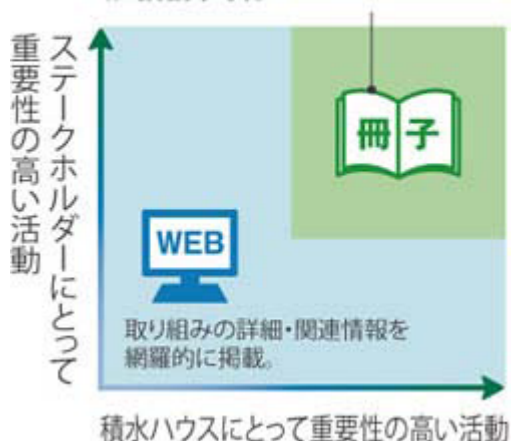 ステークホルダーにとって
重要性の高い活動
冊子
WEB
取り組みの詳細・関連情報を
網羅的に掲載。
積水ハウスにとって重要性の高い活動